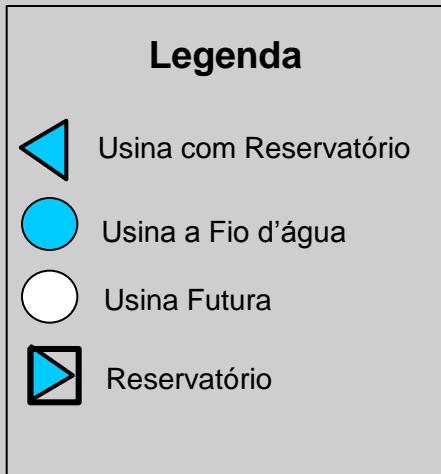 Legenda
Usina com Reservatório
Usina a Fio d'água
Usina Futura
Reservatório